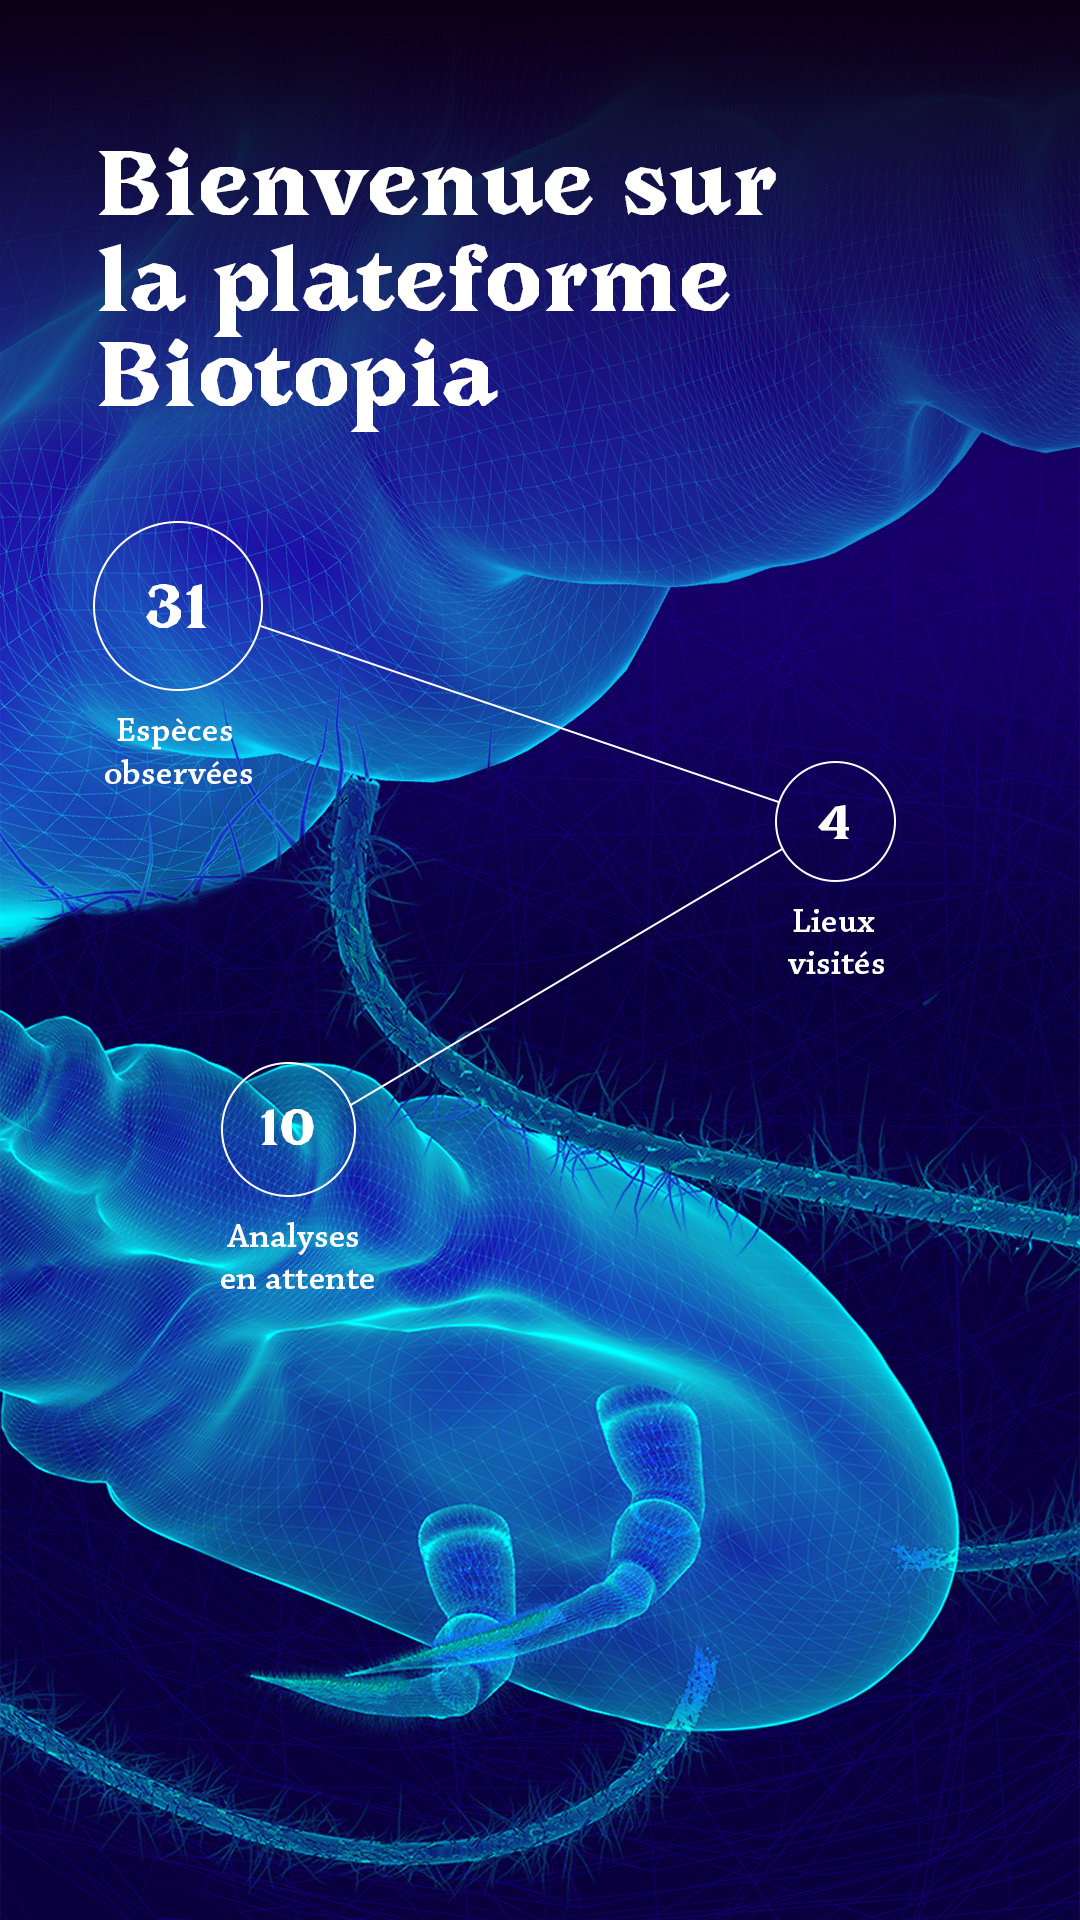 Bienvenue sur
la plateforme
Biotopia
31
Espèces
observées
4
Lieux
visités
10
Analyses
en attente